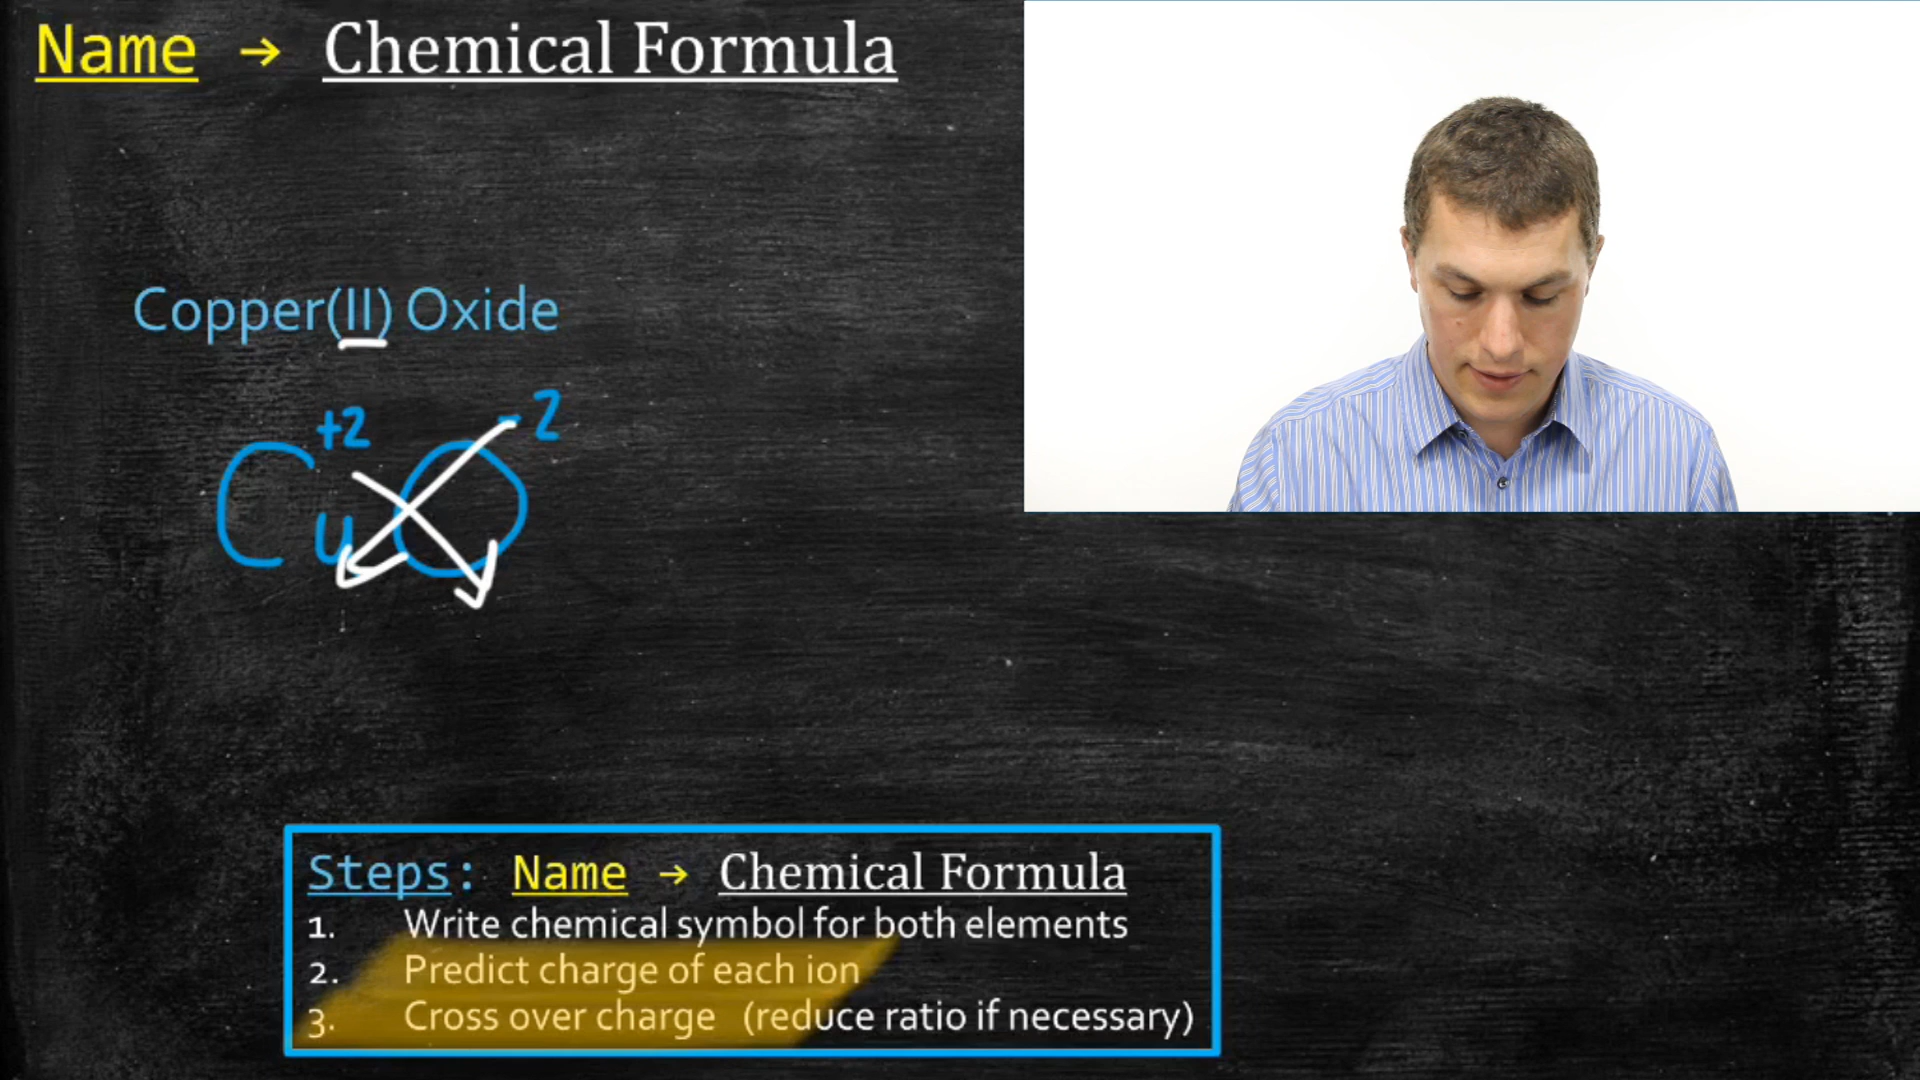 Name → Chemical Formula
Copper(II) Oxide
+2 - 2
Cu O
Steps: Name → Chemical Formula
1. Write chemical symbol for both elements
2. Predict charge of each ion
3. Cross over charge (reduce ratio if necessary)